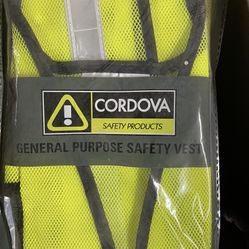 CORDOVA
SAFETY PRODUCTS
GENERAL PURPOSE SAFETY VEST